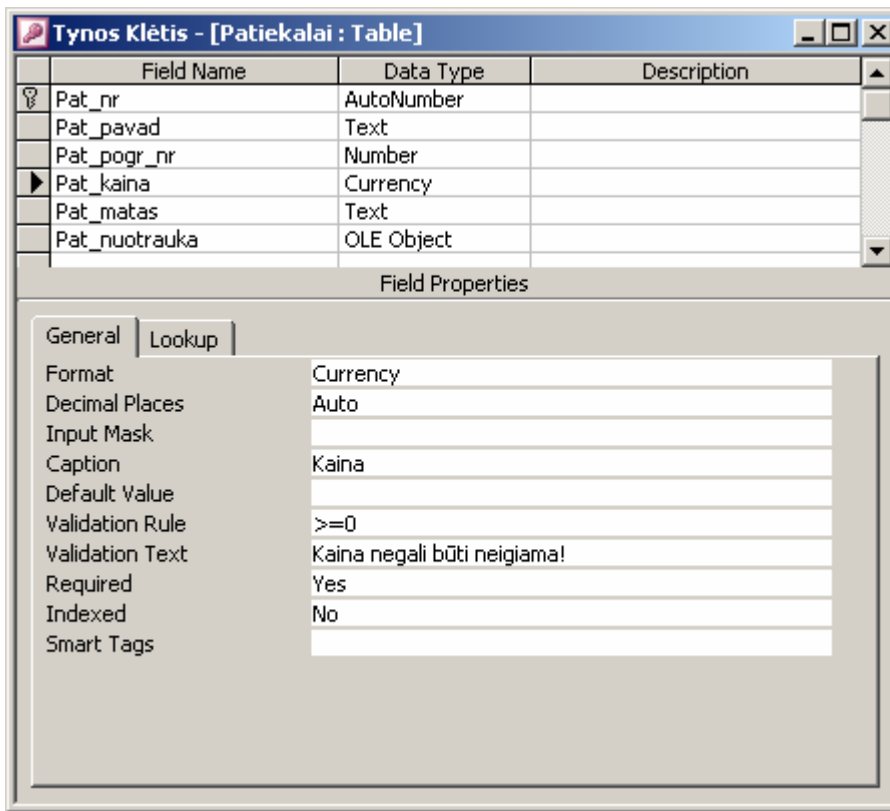 Tynos Klėtis - [Patiekalai : Table]
Field Name Data Type Description
Pat_nr AutoNumber
Pat_pavad Text
Pat_pogr_nr Number
Pat_kaina Currency
Pat_matas Text
Pat_nuotrauka OLE Object
Field Properties
General Lookup
Format Currency
Decimal Places Auto
Input Mask
Caption Kaina
Default Value
Validation Rule >=0
Validation Text Kaina negali būti neigiama!
Required Yes
Indexed No
Smart Tags